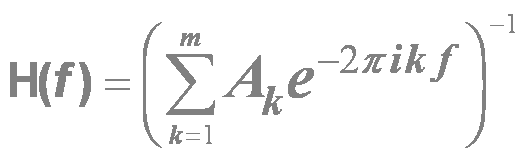 H(f) = (∑_{k=1}^{m} A_k e^{-2πikf})^{-1}